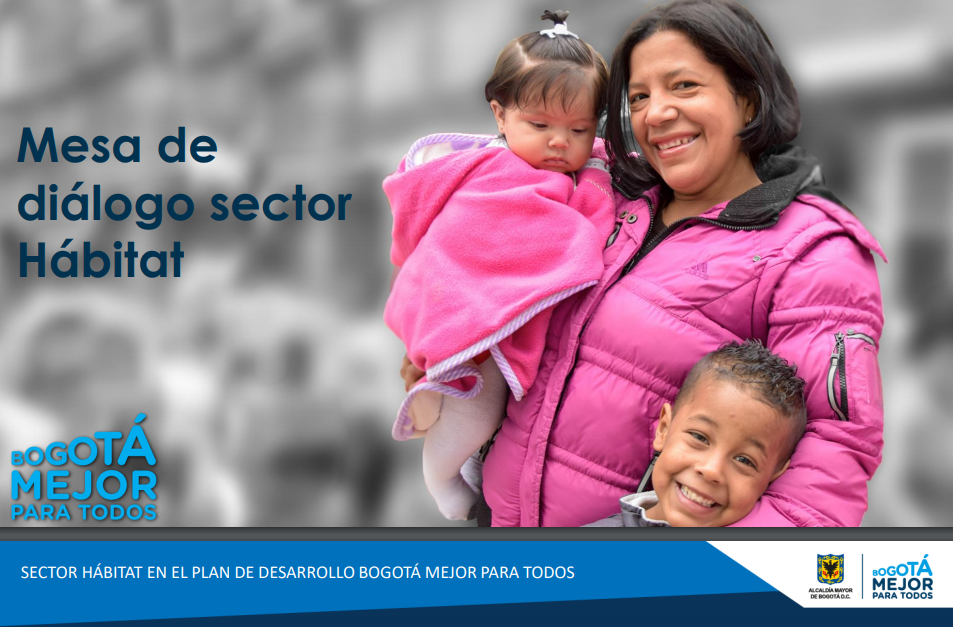 Mesa de
diálogo sector
Hábitat
BOGOTÁ
MEJOR
PARA TODOS
SECTOR HÁBITAT EN EL PLAN DE DESARROLLO BOGOTÁ MEJOR PARA TODOS
ALCALDÍA MAYOR
DE BOGOTÁ D.C.
BOGOTÁ
MEJOR
PARA TODOS